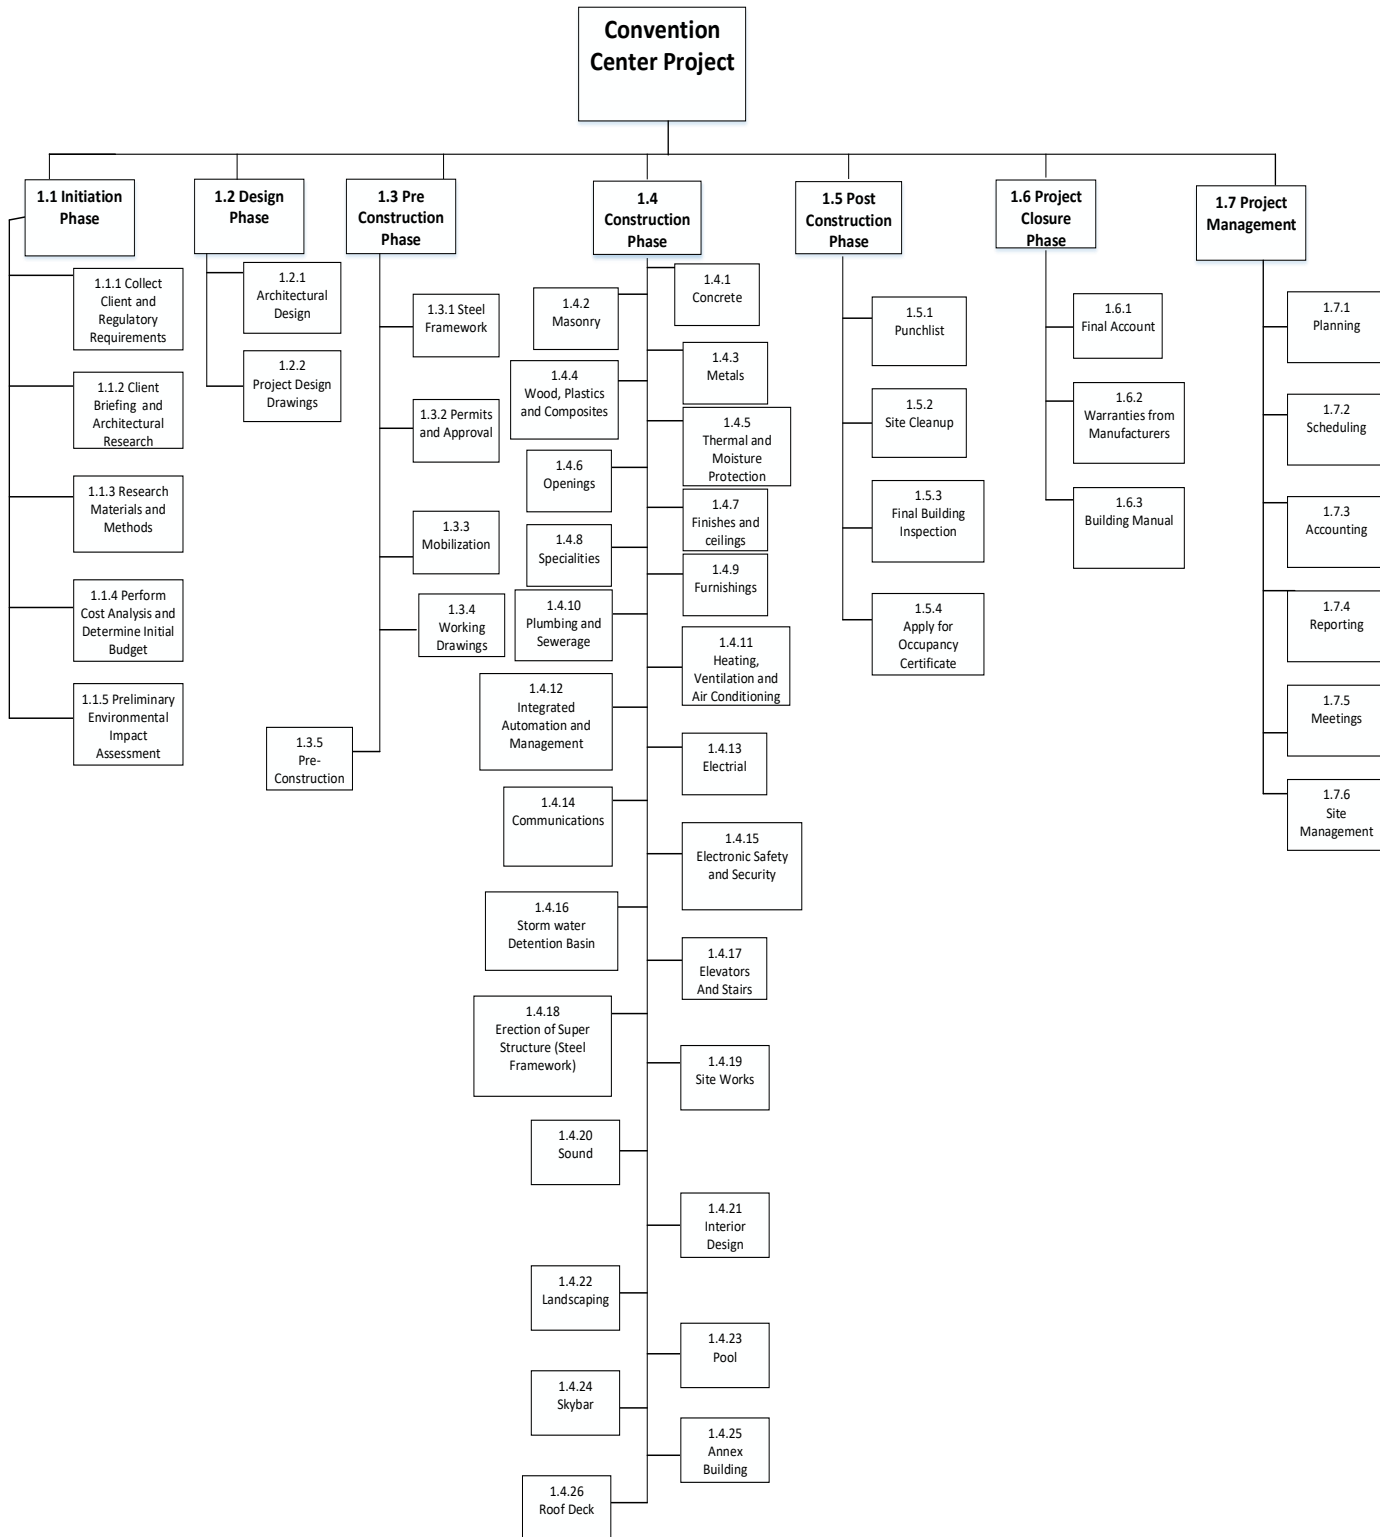 Convention
Center Project
1.1 Initiation
Phase
1.1.1 Collect
Client and
Regulatory
Requirements
1.1.2 Client
Briefing and
Architectural
Research
1.1.3 Research
Materials and
Methods
1.1.4 Perform
Cost Analysis and
Determine Initial
Budget
1.1.5 Preliminary
Environmental
Impact
Assessment
1.2 Design
Phase
1.2.1
Architectural
Design
1.2.2
Project Design
Drawings
1.3 Pre
Construction
Phase
1.3.1 Steel
Framework
1.3.2 Permits
and Approval
1.3.3
Mobilization
1.3.4
Working
Drawings
1.3.5
Pre-
Construction
1.4
Construction
Phase
1.4.1
Concrete
1.4.2
Masonry
1.4.3
Metals
1.4.4
Wood, Plastics
and Composites
1.4.5
Thermal and
Moisture
Protection
1.4.6
Openings
1.4.7
Finishes and
ceilings
1.4.8
Specialities
1.4.9
Furnishings
1.4.10
Plumbing and
Sewerage
1.4.11
Heating,
Ventilation and
Air Conditioning
1.4.12
Integrated
Automation and
Management
1.4.13
Electrial
1.4.14
Communications
1.4.15
Electronic Safety
and Security
1.4.16
Storm water
Detention Basin
1.4.17
Elevators
And Stairs
1.4.18
Erection of Super
Structure (Steel
Framework)
1.4.19
Site Works
1.4.20
Sound
1.4.21
Interior
Design
1.4.22
Landscaping
1.4.23
Pool
1.4.24
Skybar
1.4.25
Annex
Building
1.4.26
Roof Deck
1.5 Post
Construction
Phase
1.5.1
Punchlist
1.5.2
Site Cleanup
1.5.3
Final Building
Inspection
1.5.4
Apply for
Occupancy
Certificate
1.6 Project
Closure
Phase
1.6.1
Final Account
1.6.2
Warranties from
Manufacturers
1.6.3
Building Manual
1.7 Project
Management
1.7.1
Planning
1.7.2
Scheduling
1.7.3
Accounting
1.7.4
Reporting
1.7.5
Meetings
1.7.6
Site
Management